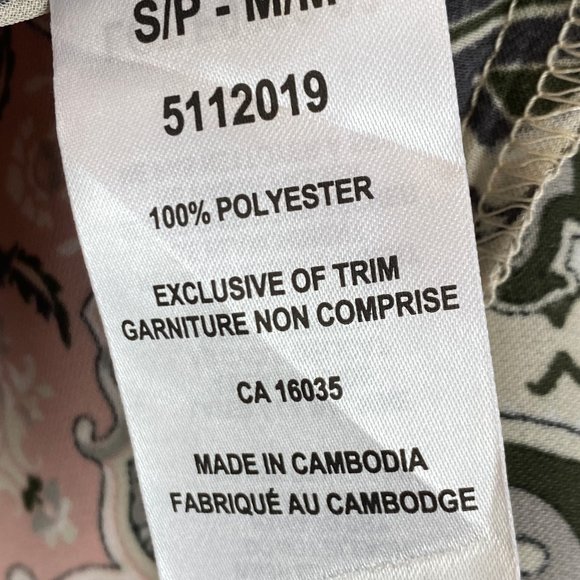 S/P - M/M
5112019
100% POLYESTER
EXCLUSIVE OF TRIM
GARNITURE NON COMPRISE
CA 16035
MADE IN CAMBODIA
FABRIQUÉ AU CAMBODGE